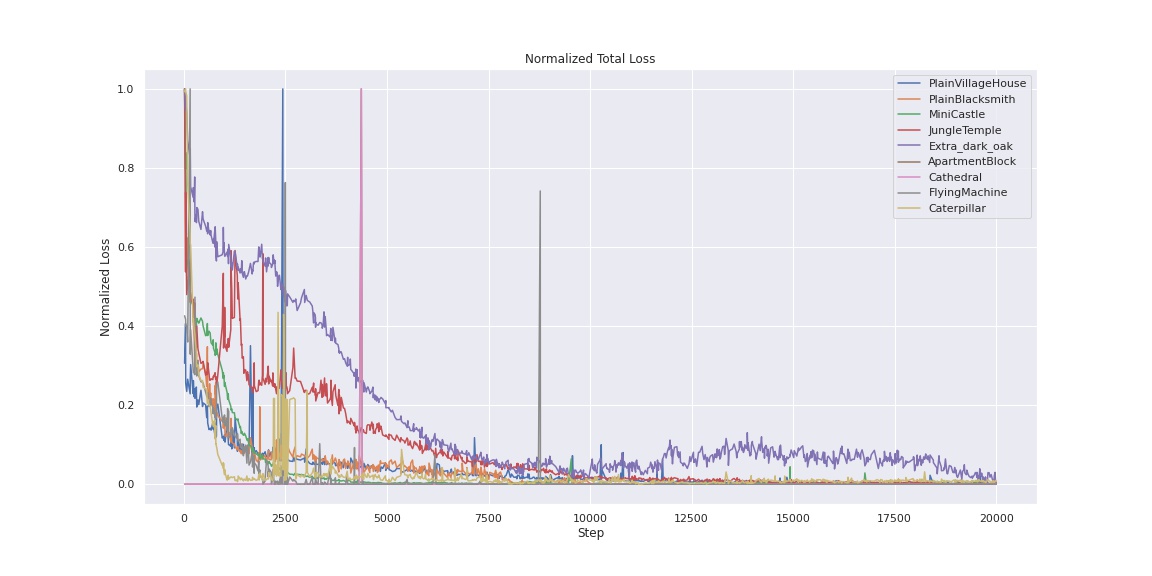 Normalized Total Loss
1.0
0.8
0.6
0.4
0.2
0.0
Normalized Loss
0
2500
5000
7500
10000
12500
15000
17500
20000
Step
PlainVillageHouse
PlainBlacksmith
MiniCastle
JungleTemple
Extra_dark_oak
ApartmentBlock
Cathedral
FlyingMachine
Caterpillar